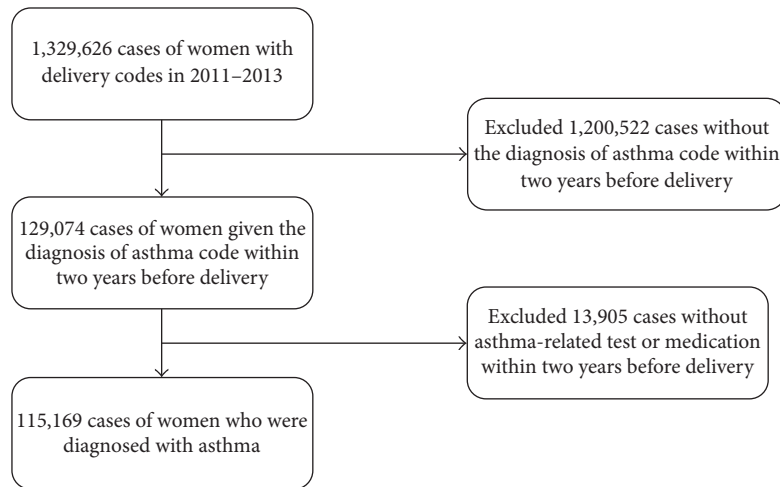 1,329,626 cases of women with
delivery codes in 2011–2013
Excluded 1,200,522 cases without
the diagnosis of asthma code within
two years before delivery
129,074 cases of women given the
diagnosis of asthma code within
two years before delivery
Excluded 13,905 cases without
asthma-related test or medication
within two years before delivery
115,169 cases of women who were
diagnosed with asthma